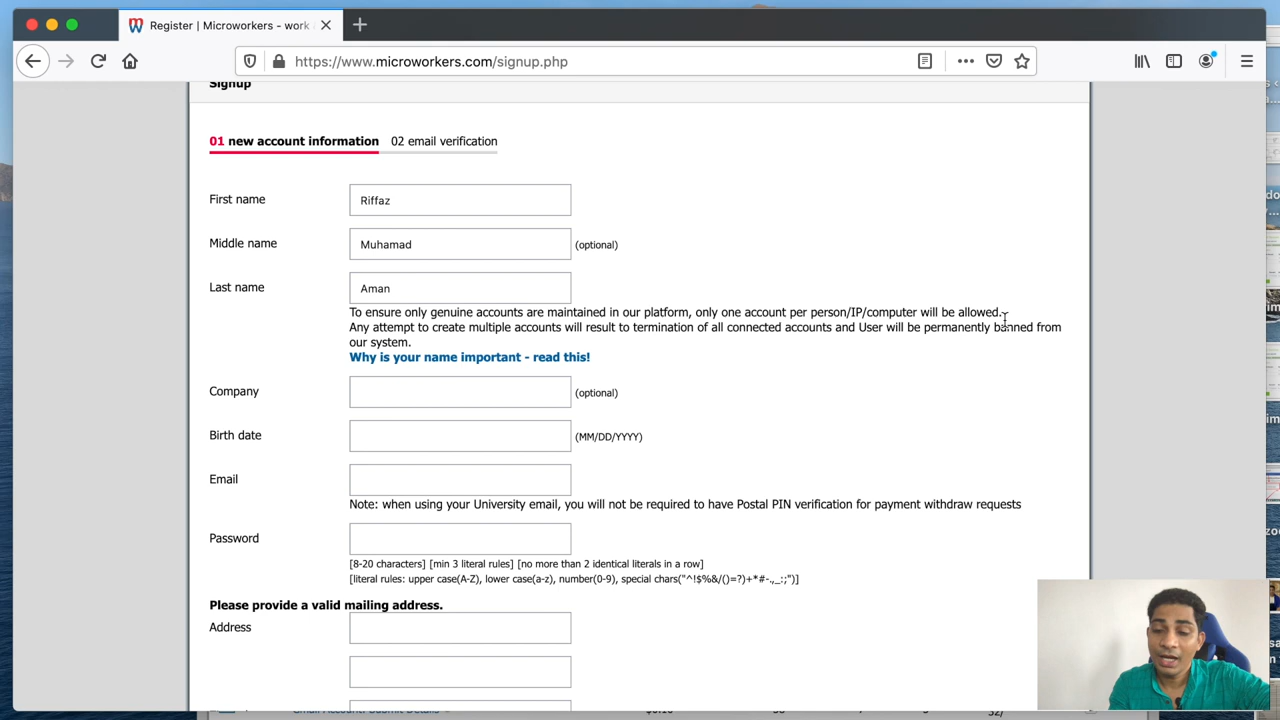 Register | Microworkers - work
https://www.microworkers.com/signup.php
Signup
01 new account information 02 email verification
First name Riffaz
Middle name Muhamad (optional)
Last name Aman
To ensure only genuine accounts are maintained in our platform, only one account per person/IP/computer will be allowed.
Any attempt to create multiple accounts will result to termination of all connected accounts and User will be permanently banned from
our system.
Why is your name important - read this!
Company (optional)
Birth date (MM/DD/YYYY)
Email
Note: when using your University email, you will not be required to have Postal PIN verification for payment withdraw requests
Password
[8-20 characters] [min 3 literal rules] [no more than 2 identical literals in a row]
[literal rules: upper case(A-Z), lower case(a-z), number(0-9), special chars("^!$%&/()=?)+*#-.,_:;")]
Please provide a valid mailing address.
Address